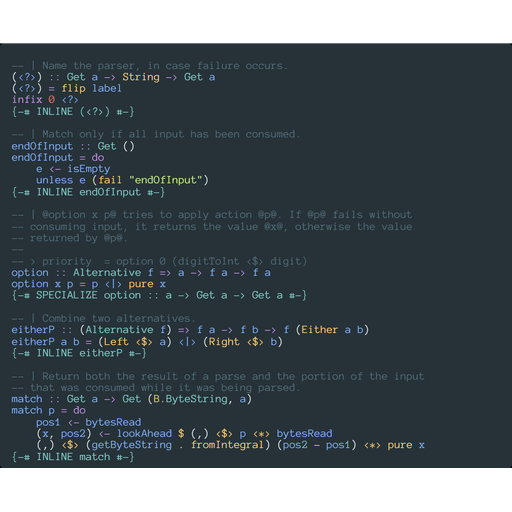 -- | Name the parser, in case failure occurs.
(<?>) :: Get a -> String -> Get a
(<?>) = flip label
infix 0 <?>
{-# INLINE (<?>) #-}
-- | Match only if all input has been consumed.
endOfInput :: Get ()
endOfInput = do
    e <- isEmpty
    unless e (fail "endOfInput")
{-# INLINE endOfInput #-}
-- | @option x p@ tries to apply action @p@. If @p@ fails without
-- consuming input, it returns the value @x@, otherwise the value
-- returned by @p@.
--
-- > priority  = option 0 (digitToInt <$> digit)
option :: Alternative f => a -> f a -> f a
option x p = p <|> pure x
{-# SPECIALIZE option :: a -> Get a -> Get a #-}
-- | Combine two alternatives.
eitherP :: (Alternative f) => f a -> f b -> f (Either a b)
eitherP a b = (Left <$> a) <|> (Right <$> b)
{-# INLINE eitherP #-}
-- | Return both the result of a parse and the portion of the input
-- that was consumed while it was being parsed.
match :: Get a -> Get (B.ByteString, a)
match p = do
    pos1 <- bytesRead
    (x, pos2) <- lookAhead $ (,) <$> p <*> bytesRead
    (,) <$> (getByteString . fromIntegral) (pos2 - pos1) <*> pure x
{-# INLINE match #-}